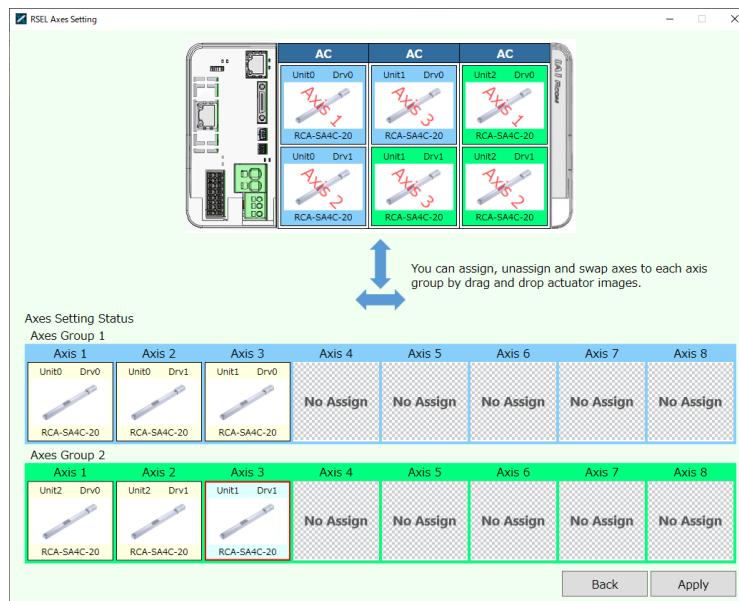 RSEL Axes Setting
AC AC AC
Unit0 Drv0 Unit1 Drv0 Unit2 Drv0
Axis 1 Axis 3 Axis 1
RCA-SA4C-20 RCA-SA4C-20 RCA-SA4C-20
Unit0 Drv1 Unit1 Drv1 Unit2 Drv1
Axis 2 Axis 3 Axis 2
RCA-SA4C-20 RCA-SA4C-20 RCA-SA4C-20
You can assign, unassign and swap axes to each axis
group by drag and drop actuator images.
Axes Setting Status
Axes Group 1
Axis 1 Axis 2 Axis 3 Axis 4 Axis 5 Axis 6 Axis 7 Axis 8
Unit0 Drv0 Unit0 Drv1 Unit1 Drv0
No Assign No Assign No Assign No Assign No Assign
RCA-SA4C-20 RCA-SA4C-20 RCA-SA4C-20
Axes Group 2
Axis 1 Axis 2 Axis 3 Axis 4 Axis 5 Axis 6 Axis 7 Axis 8
Unit2 Drv0 Unit2 Drv1 Unit1 Drv1
No Assign No Assign No Assign No Assign No Assign
RCA-SA4C-20 RCA-SA4C-20 RCA-SA4C-20
Back Apply